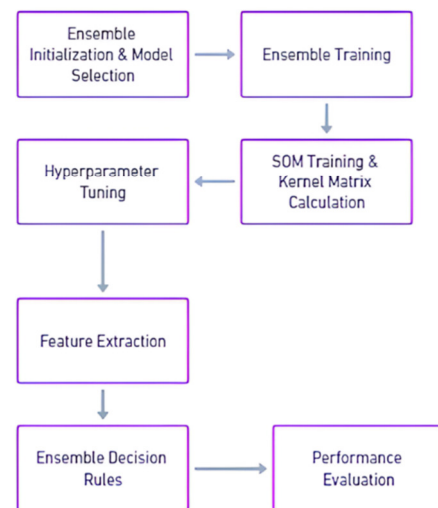 Ensemble
Initialization & Model
Selection
Ensemble Training
SOM Training &
Kernel Matrix
Calculation
Hyperparameter
Tuning
Feature Extraction
Ensemble Decision
Rules
Performance
Evaluation